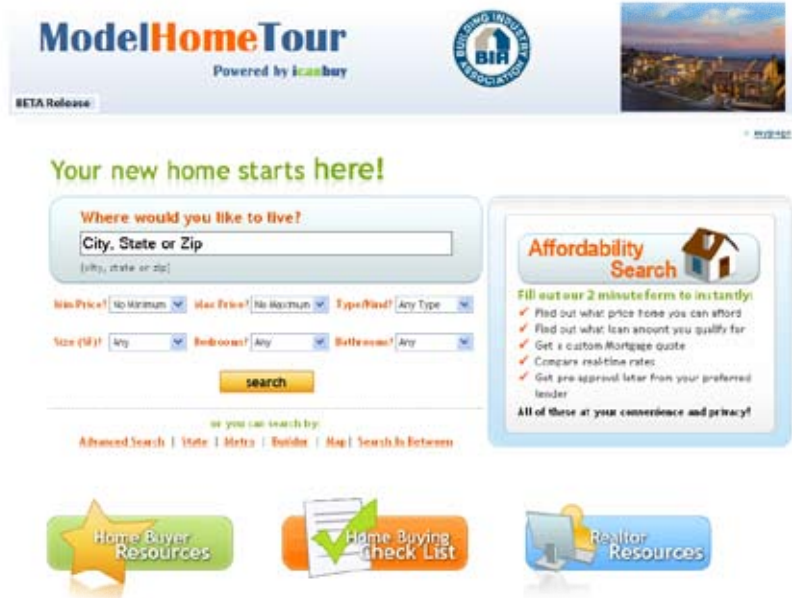 ModelHomeTour
Powered by icanbuy
BUILDING INDUSTRY ASSOCIATION
BIA
BETA Release
mypage
Your new home starts here!
Where would you like to live?
City, State or Zip
(city, state or zip)
Min Price? No Minimum Max Price? No Maximum Type/Kind? Any Type
Size (SF)? Any Bedrooms? Any Bathrooms? Any
search
or you can search by:
Advanced Search | State | Metro | Builder | Map | Search In Between
Affordability
Search
Fill out our 2 minute form to instantly:
Find out what price home you can afford
Find out what loan amount you qualify for
Get a custom Mortgage quote
Compare real-time rates
Get pre approval later from your preferred
lender
All of these at your convenience and privacy!
Home Buyer
Resources
Home Buying
Check List
Realtor
Resources